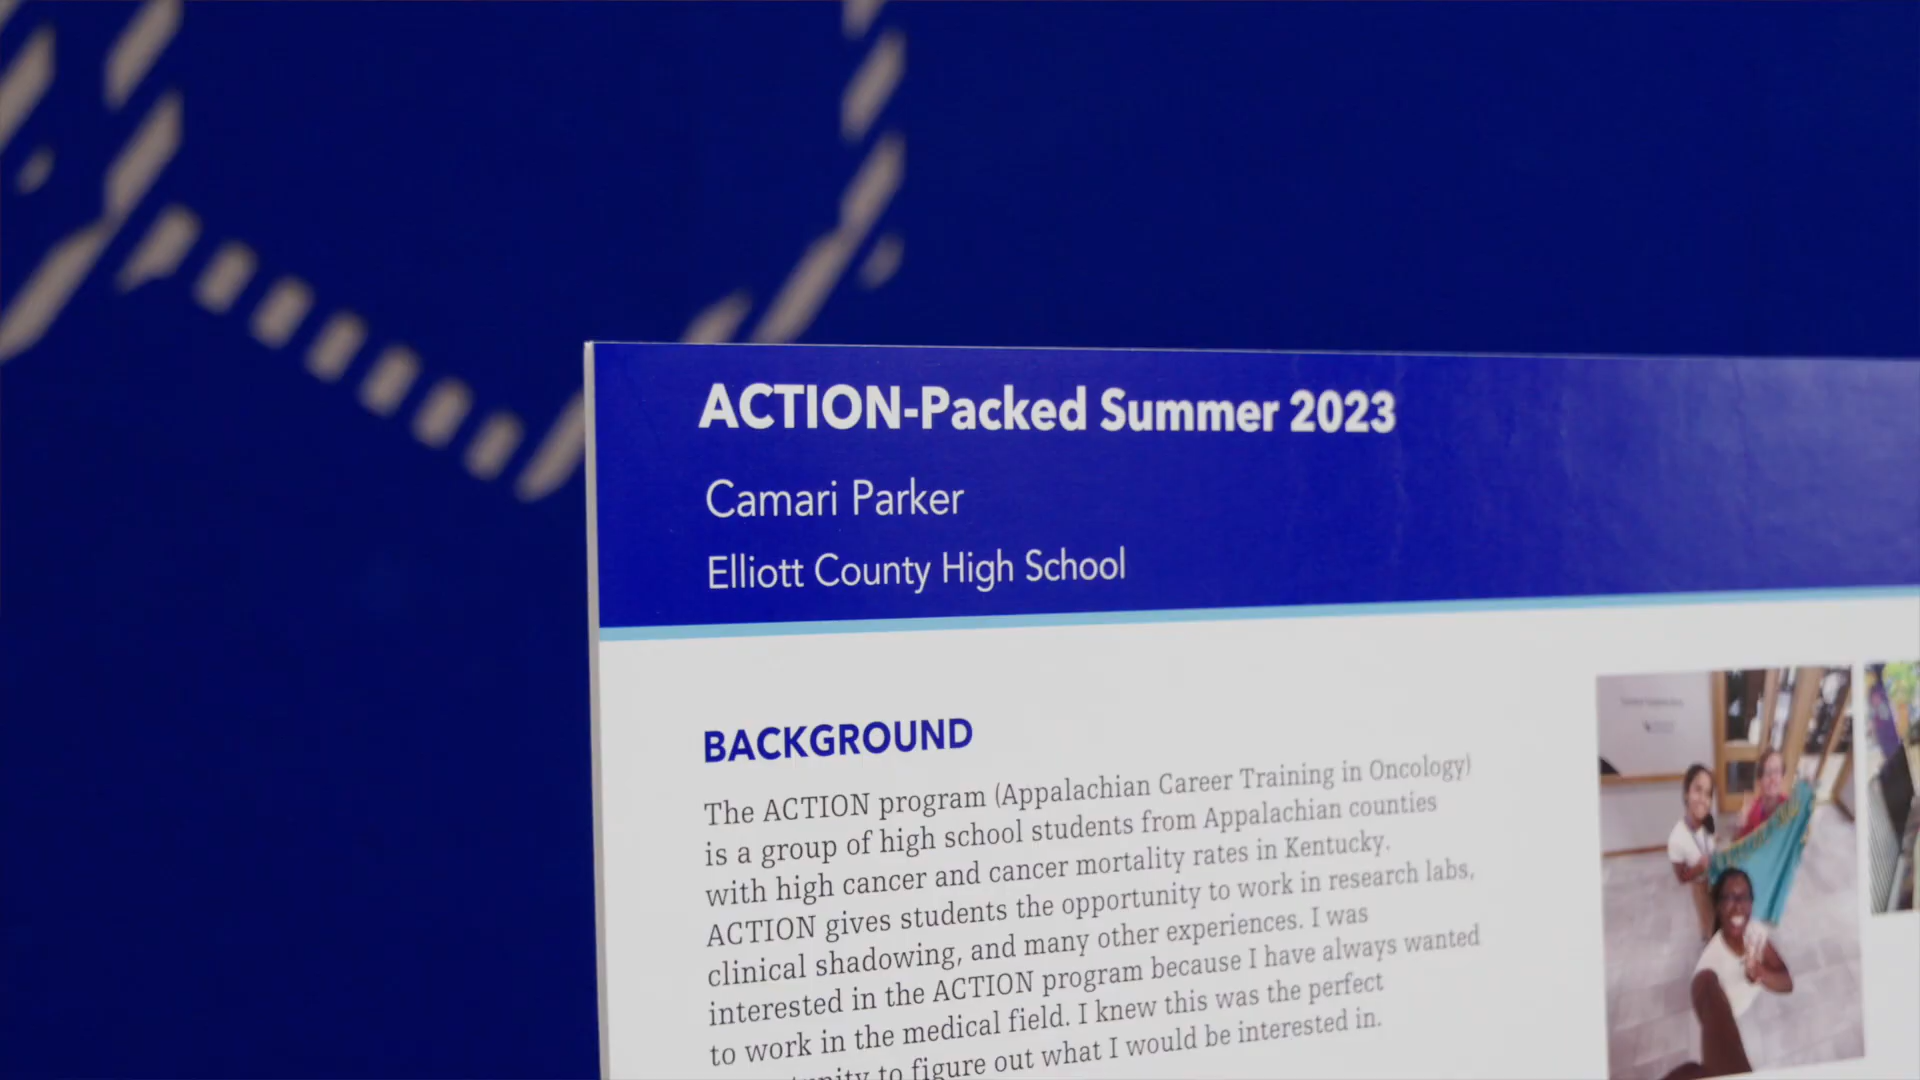 ACTION-Packed Summer 2023
Camari Parker
Elliott County High School
BACKGROUND
The ACTION program (Appalachian Career Training in Oncology)
is a group of high school students from Appalachian counties
with high cancer and cancer mortality rates in Kentucky.
ACTION gives students the opportunity to work in research labs,
clinical shadowing, and many other experiences. I was
interested in the ACTION program because I have always wanted
to work in the medical field. I knew this was the perfect
to figure out what I would be interested in.